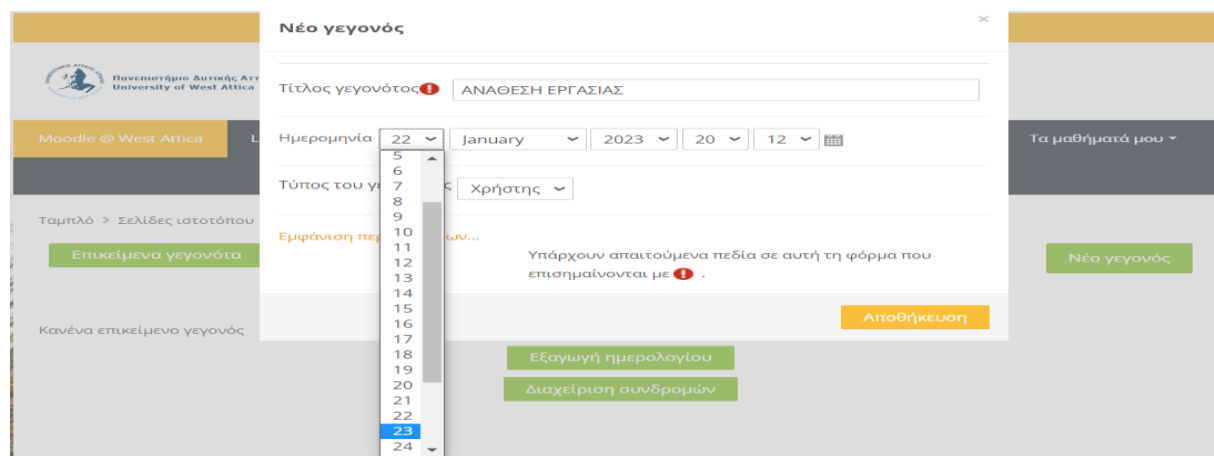 Νέο γεγονός
×
Πανεπιστήμιο Δυτικής Αττ
University of West Attica
Τίτλος γεγονότος ΑΝΑΘΕΣΗ ΕΡΓΑΣΙΑΣ
Moodle @ West Attica
Ημερομηνία 22 January 2023 20 12
Τα μαθήματά μου
5
6
Τύπος του γ ς Χρήστης
7
8
9
Ταμπλό > Σελίδες ιστοτόπου
10
Εμφάνιση περ ων...
11
Επικείμενα γεγονότα
Υπάρχουν απαιτούμενα πεδία σε αυτή τη φόρμα που
επισημαίνονται με .
Νέο γεγονός
12
13
14
15
Αποθήκευση
16
Κανένα επικείμενο γεγονός
17
18
Εξαγωγή ημερολογίου
19
20
Διαχείριση συνδρομών
21
22
23
24